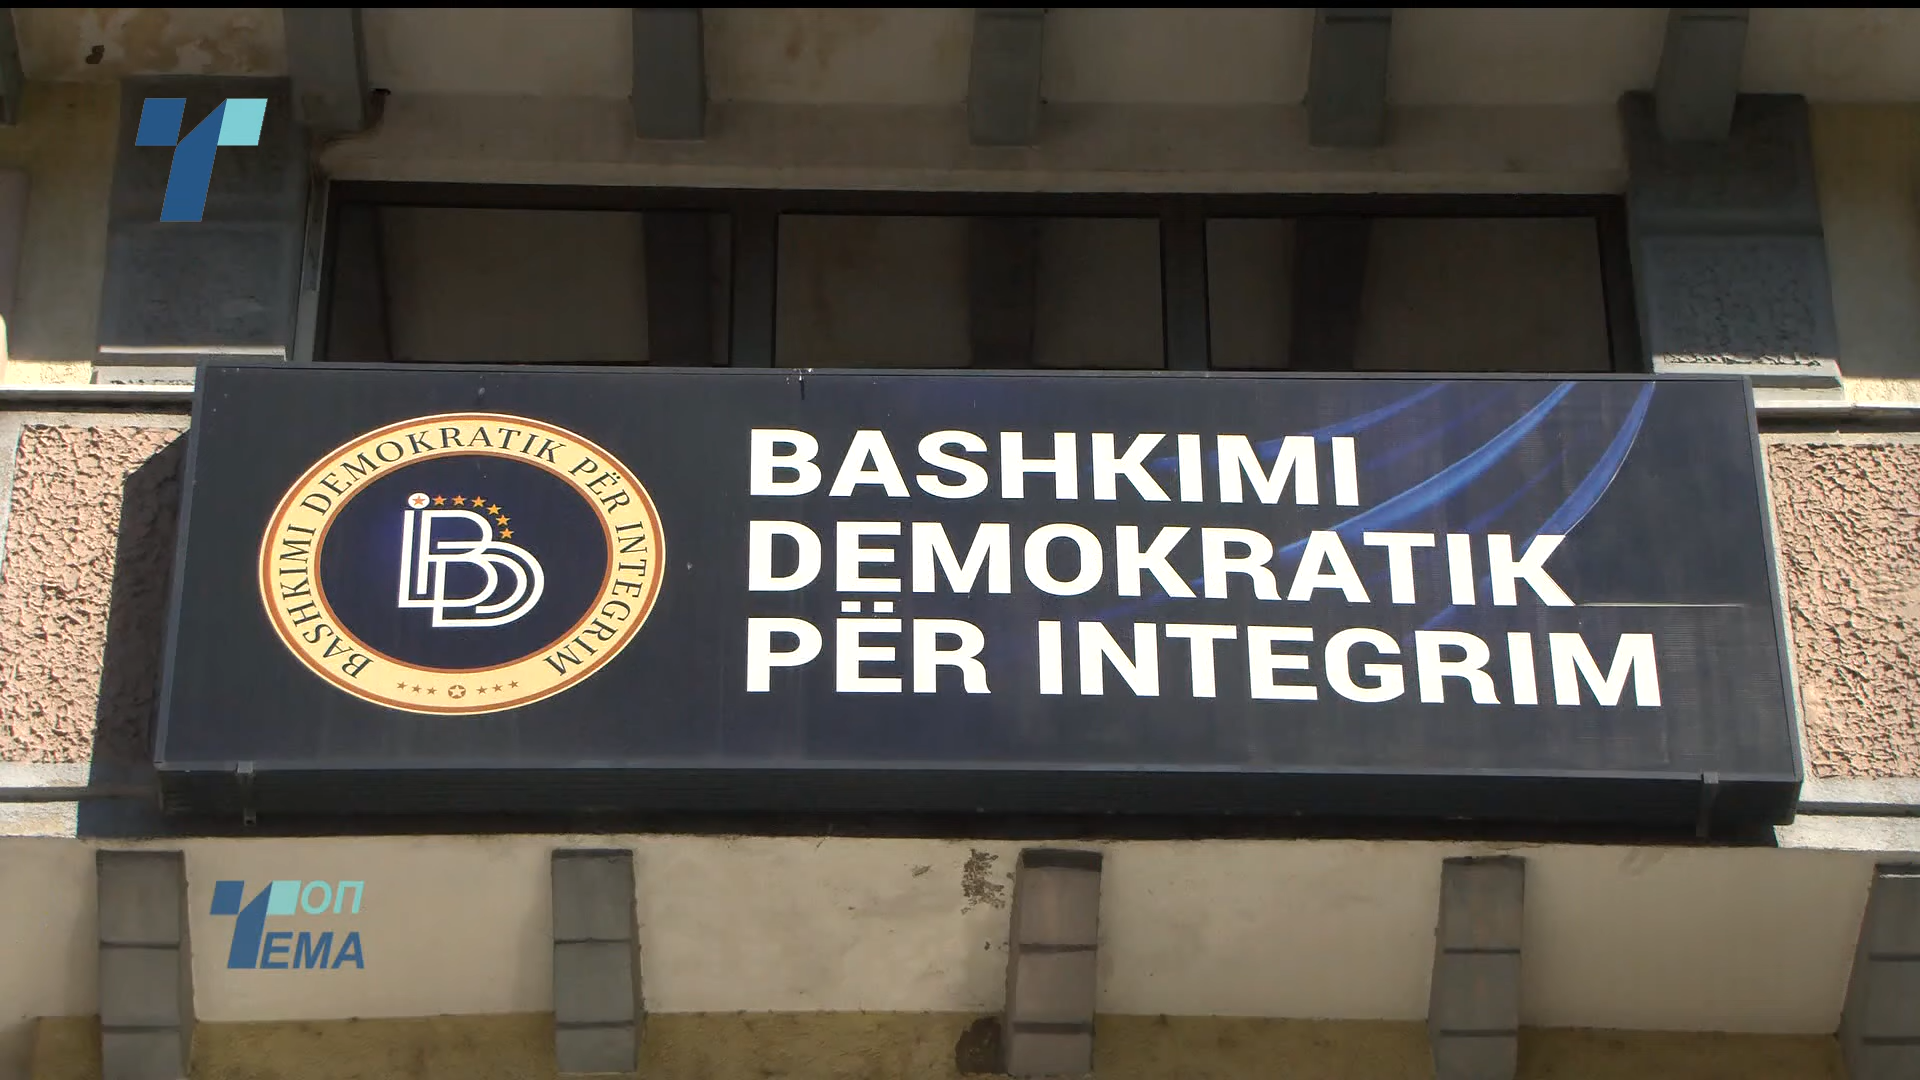 BASHKIMI DEMOKRATIK PËR INTEGRIM
BDI
BASHKIMI
DEMOKRATIK
PËR INTEGRIM
ТОП
ТЕМА